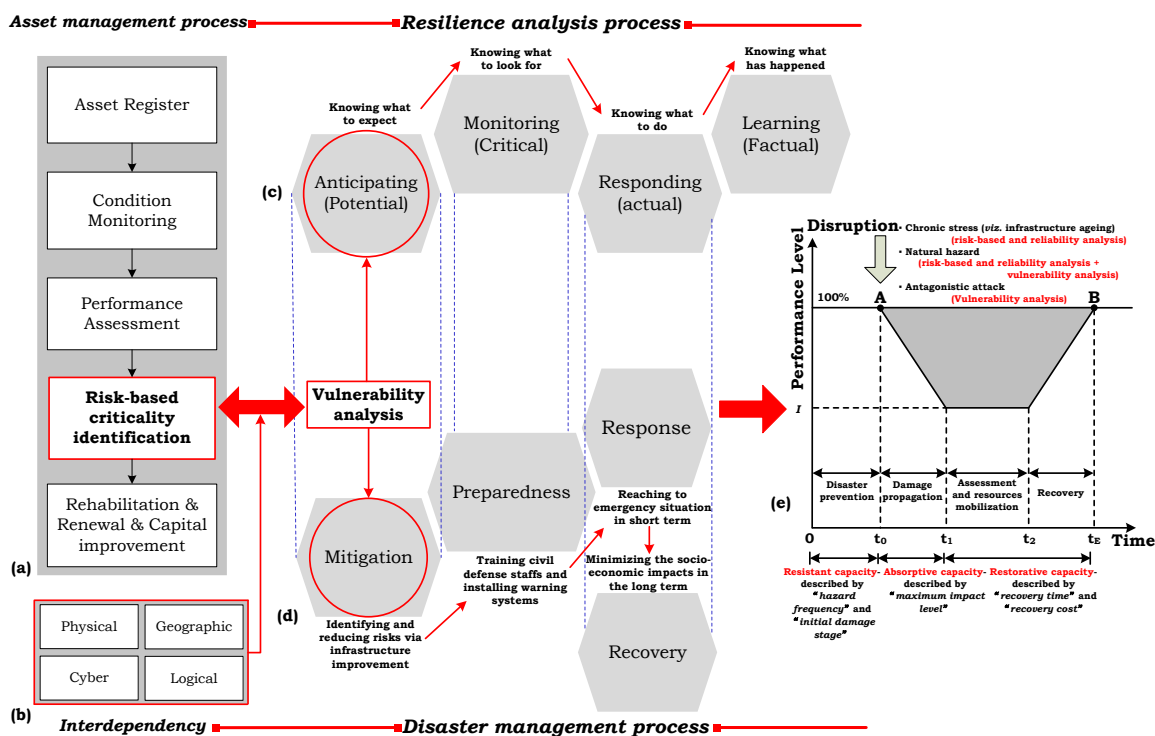 Asset management process
Resilience analysis process
Asset Register
Condition
Monitoring
Performance
Assessment
Risk-based
criticality
identification
Rehabilitation &
Renewal & Capital
improvement
(a)
Physical
Geographic
Cyber
Logical
(b)
Interdependency
Disaster management process
(c)
Knowing what
to expect
Anticipating
(Potential)
Knowing what
to look for
Monitoring
(Critical)
Knowing what
to do
Responding
(actual)
Knowing what
has happened
Learning
(Factual)
Vulnerability
analysis
(d)
Mitigation
Identifying and
reducing risks via
infrastructure
improvement
Preparedness
Training civil
defense staffs and
installing warning
systems
Response
Reaching to
emergency situation
in short term
Minimizing the socio-
economic impacts in
the long term
Recovery
Disruption
• Chronic stress (viz. infrastructure ageing)
(risk-based and reliability analysis)
• Natural hazard
(risk-based and reliability analysis +
vulnerability analysis)
• Antagonistic attack
(Vulnerability analysis)
Performance Level
100%
A
B
I
Disaster
prevention
Damage
propagation
Assessment
and resources
mobilization
Recovery
(e)
0
t0
t1
t2
tE
Time
Resistant capacity-
described by
"hazard
frequency" and
"initial damage
stage"
Absorptive capacity-
described by
"maximum impact
level"
Restorative capacity-
described by
"recovery time" and
"recovery cost"